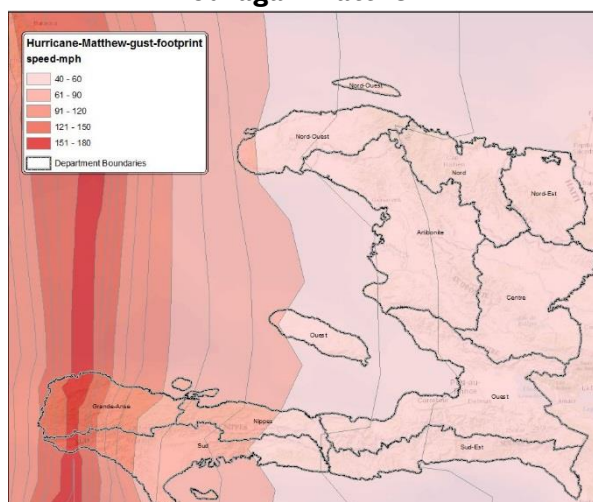 Hurricane-Matthew-gust-footprint
speed-mph
40 - 60
61 - 90
91 - 120
121 - 150
151 - 180
Department Boundaries
Nord-Ouest
Nord-Ouest
Nord
Nord-Est
Artibonite
Centre
Ouest
Ouest
Grande-Anse
Nippes
Sud
Sud-Est